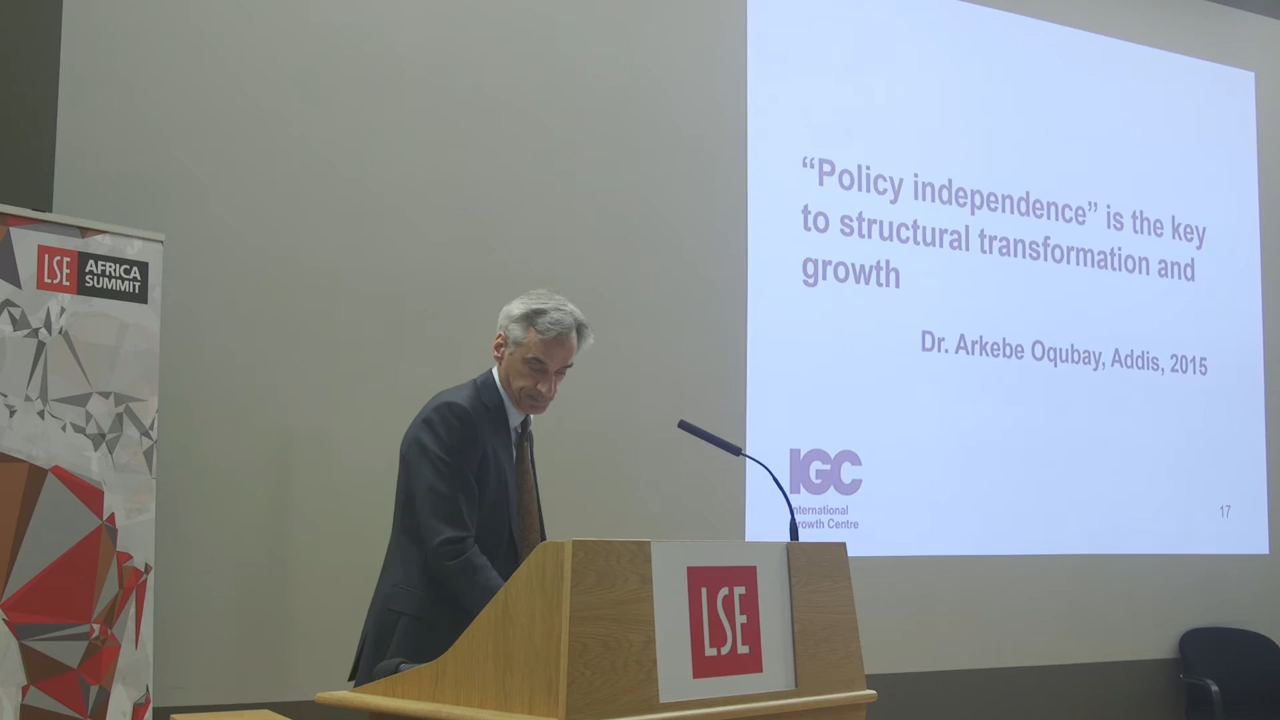 LSE AFRICA
SUMMIT
“Policy independence” is the key
to structural transformation and
growth
Dr. Arkebe Oqubay, Addis, 2015
IGC
International
Growth Centre
17
LSE